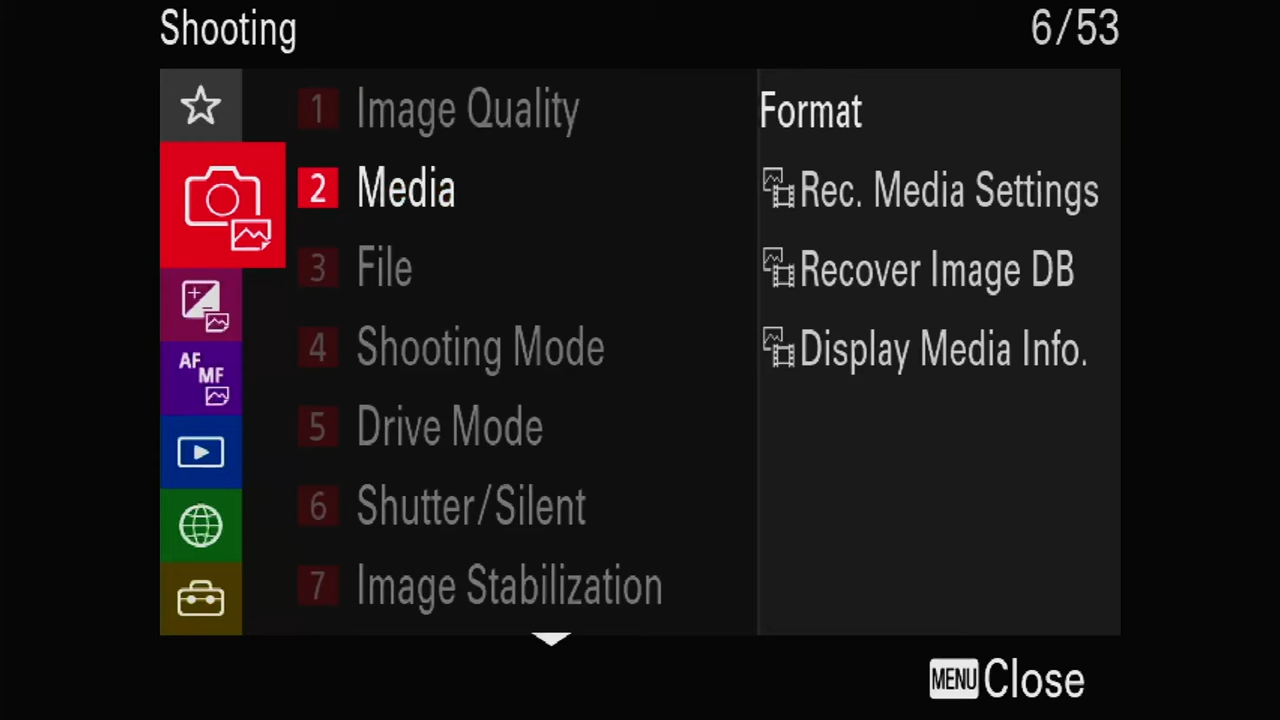 Shooting 6/53
1 Image Quality
2 Media
3 File
4 Shooting Mode
5 Drive Mode
6 Shutter/Silent
7 Image Stabilization
AF MF
Format
Rec. Media Settings
Recover Image DB
Display Media Info.
MENU Close